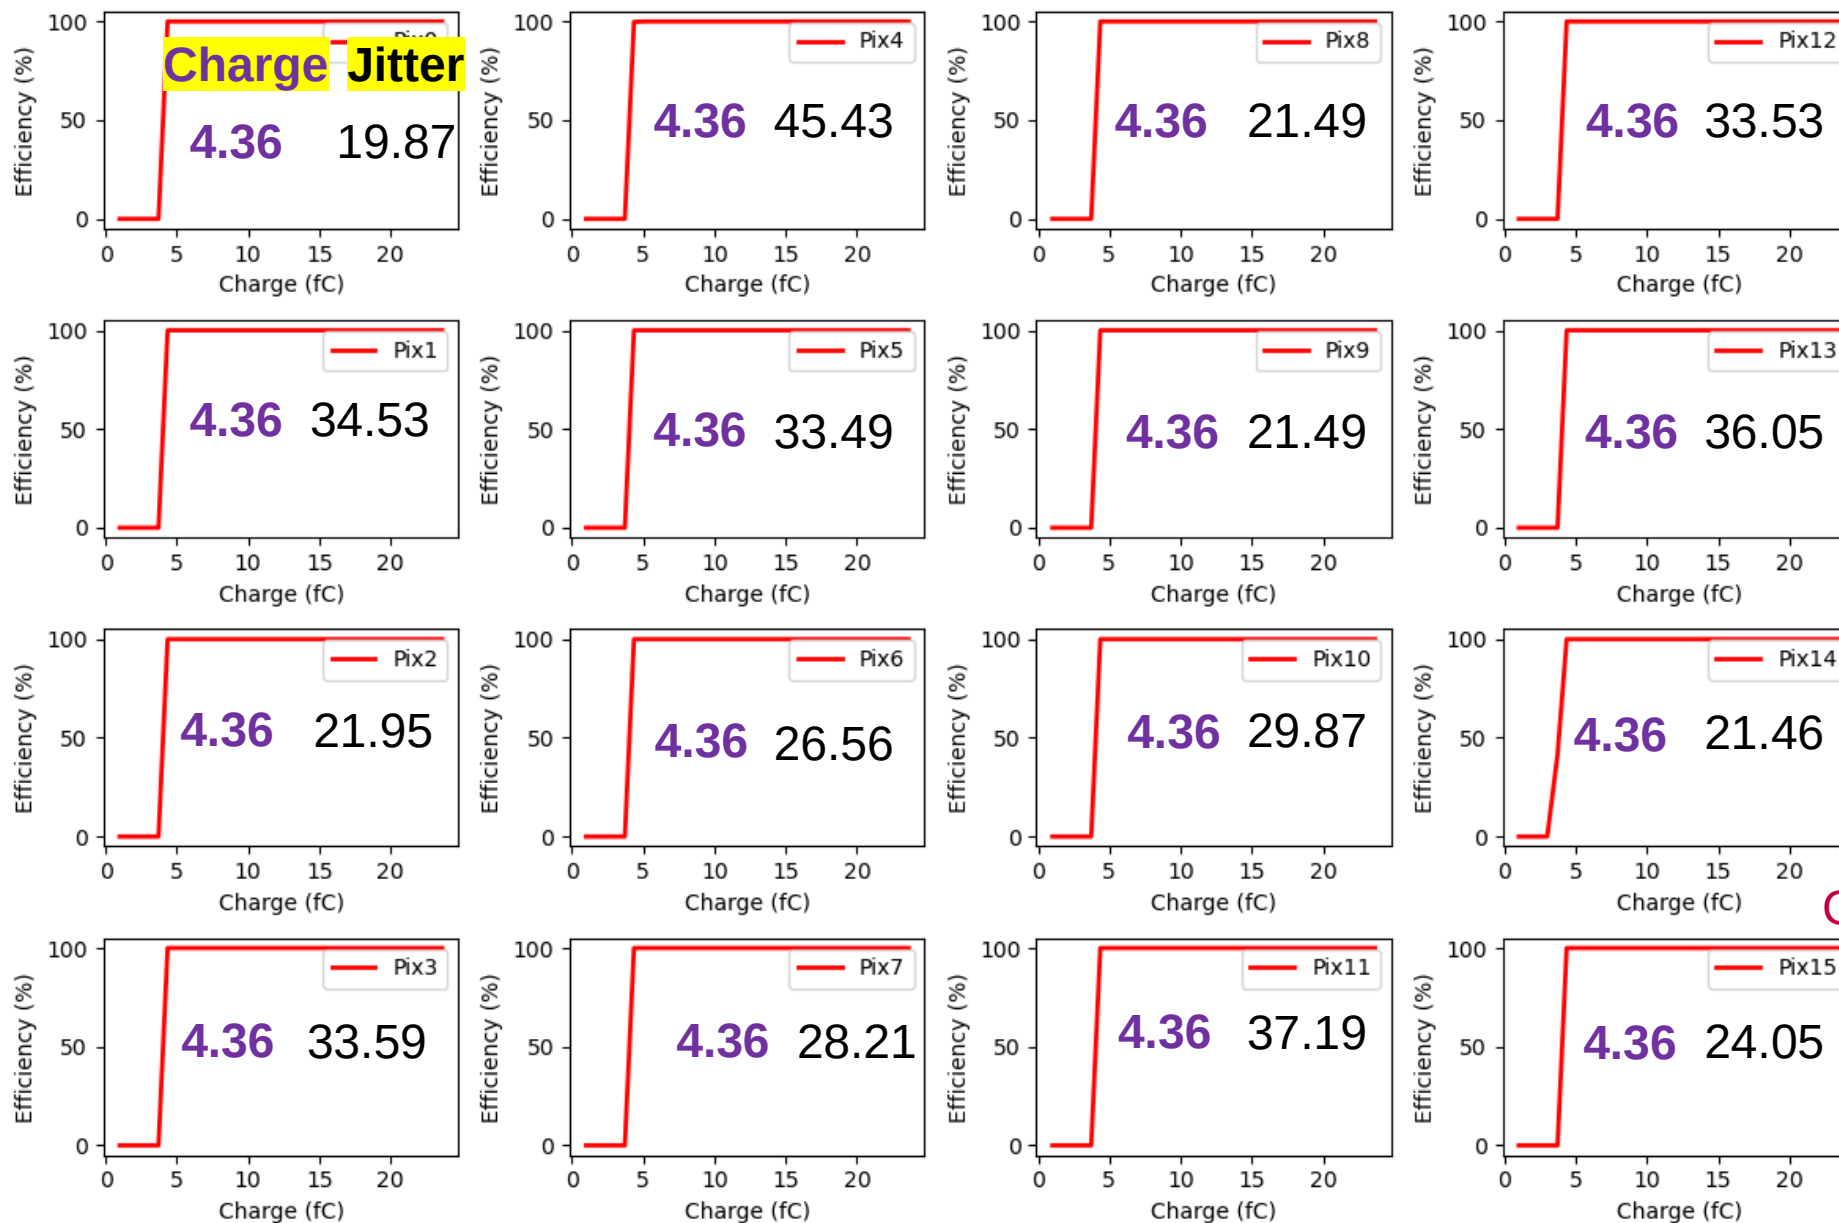 100
50
0
Efficiency (%)
Charge Jitter
4.36 19.87
0 5 10 15 20
Charge (fC)
100
50
0
Efficiency (%)
Pix4
4.36 45.43
0 5 10 15 20
Charge (fC)
100
50
0
Efficiency (%)
Pix8
4.36 21.49
0 5 10 15 20
Charge (fC)
100
50
0
Efficiency (%)
Pix12
4.36 33.53
0 5 10 15 20
Charge (fC)
100
50
0
Efficiency (%)
Pix1
4.36 34.53
0 5 10 15 20
Charge (fC)
100
50
0
Efficiency (%)
Pix5
4.36 33.49
0 5 10 15 20
Charge (fC)
100
50
0
Efficiency (%)
Pix9
4.36 21.49
0 5 10 15 20
Charge (fC)
100
50
0
Efficiency (%)
Pix13
4.36 36.05
0 5 10 15 20
Charge (fC)
100
50
0
Efficiency (%)
Pix2
4.36 21.95
0 5 10 15 20
Charge (fC)
100
50
0
Efficiency (%)
Pix6
4.36 26.56
0 5 10 15 20
Charge (fC)
100
50
0
Efficiency (%)
Pix10
4.36 29.87
0 5 10 15 20
Charge (fC)
100
50
0
Efficiency (%)
Pix14
4.36 21.46
0 5 10 15 20
Charge (fC)
100
50
0
Efficiency (%)
Pix3
4.36 33.59
0 5 10 15 20
Charge (fC)
100
50
0
Efficiency (%)
Pix7
4.36 28.21
0 5 10 15 20
Charge (fC)
100
50
0
Efficiency (%)
Pix11
4.36 37.19
0 5 10 15 20
Charge (fC)
100
50
0
Efficiency (%)
Pix15
4.36 24.05
0 5 10 15 20
Charge (fC)